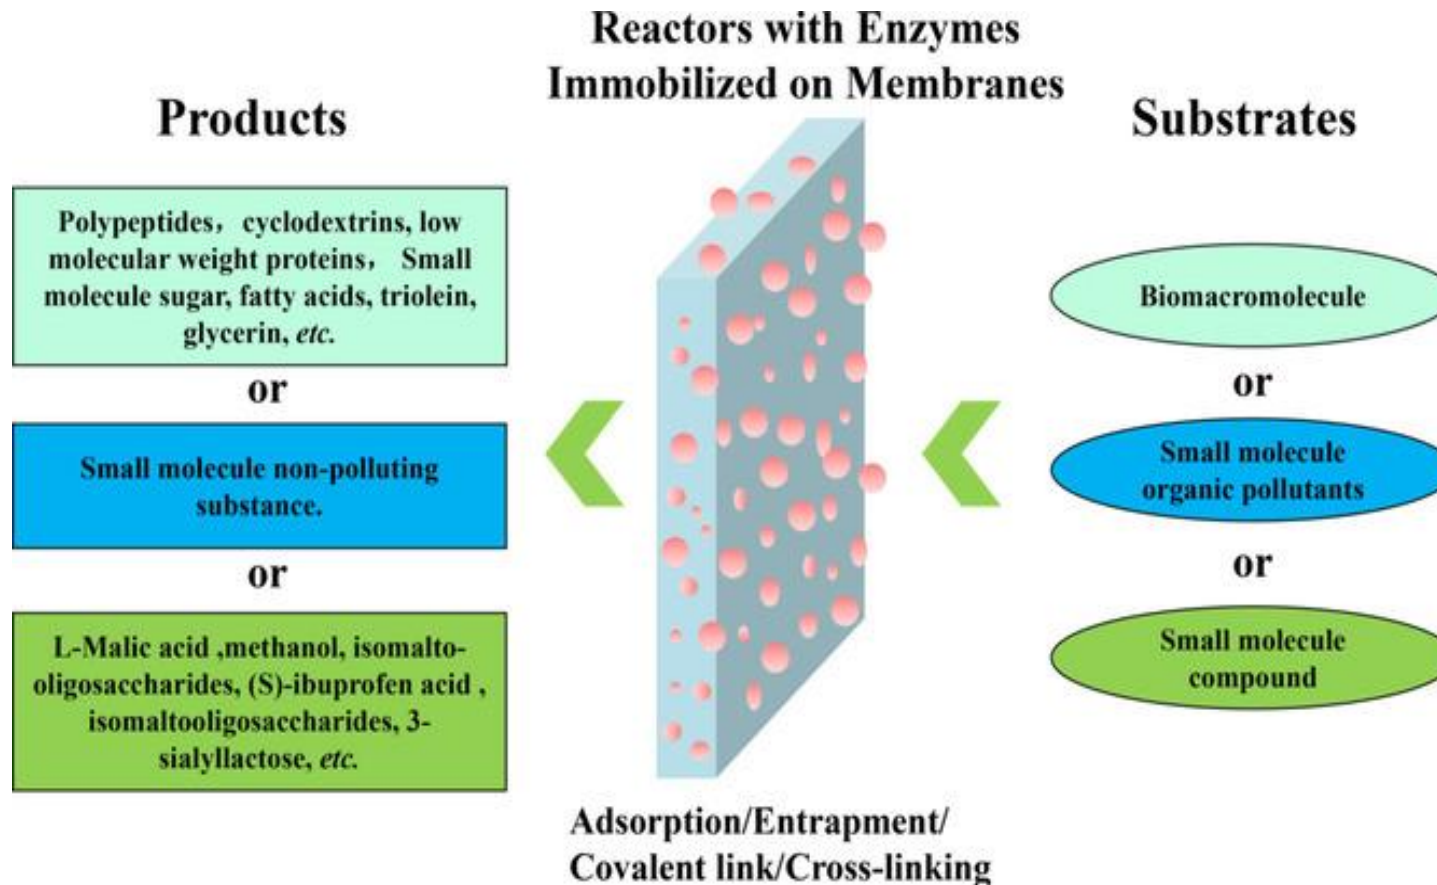 Reactors with Enzymes
Immobilized on Membranes
Products
Substrates
Polypeptides， cyclodextrins, low
molecular weight proteins， Small
molecule sugar, fatty acids, triolein,
glycerin, etc.
or
Small molecule non-polluting
substance.
or
L-Malic acid ,methanol, isomalto-
oligosaccharides, (S)-ibuprofen acid ,
isomaltooligosaccharides, 3-
sialyllactose, etc.
Biomacromolecule
or
Small molecule
organic pollutants
or
Small molecule
compound
Adsorption/Entrapment/
Covalent link/Cross-linking